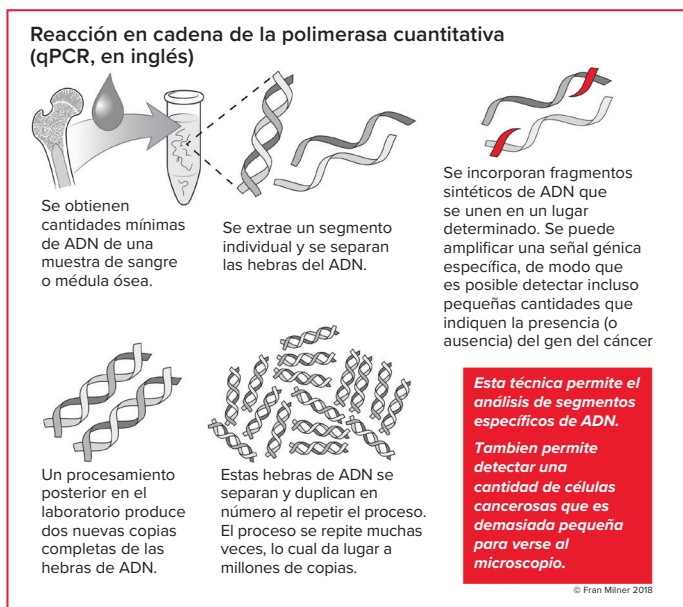 Reacción en cadena de la polimerasa cuantitativa
(qPCR, en inglés)
Se obtienen
cantidades mínimas
de ADN de una
muestra de sangre
o médula ósea.
Se extrae un segmento
individual y se separan
las hebras del ADN.
Se incorporan fragmentos
sintéticos de ADN que
se unen en un lugar
determinado. Se puede
amplificar una señal génica
específica, de modo que
es posible detectar incluso
pequeñas cantidades que
indiquen la presencia (o
ausencia) del gen del cáncer
Un procesamiento
posterior en el
laboratorio produce
dos nuevas copias
completas de las
hebras de ADN.
Estas hebras de ADN se
separan y duplican en
número al repetir el proceso.
El proceso se repite muchas
veces, lo cual da lugar a
millones de copias.
Esta técnica permite el
análisis de segmentos
específicos de ADN.
Tambien permite
detectar una
cantidad de células
cancerosas que es
demasiada pequeña
para verse al
microscopio.
© Fran Milner 2018